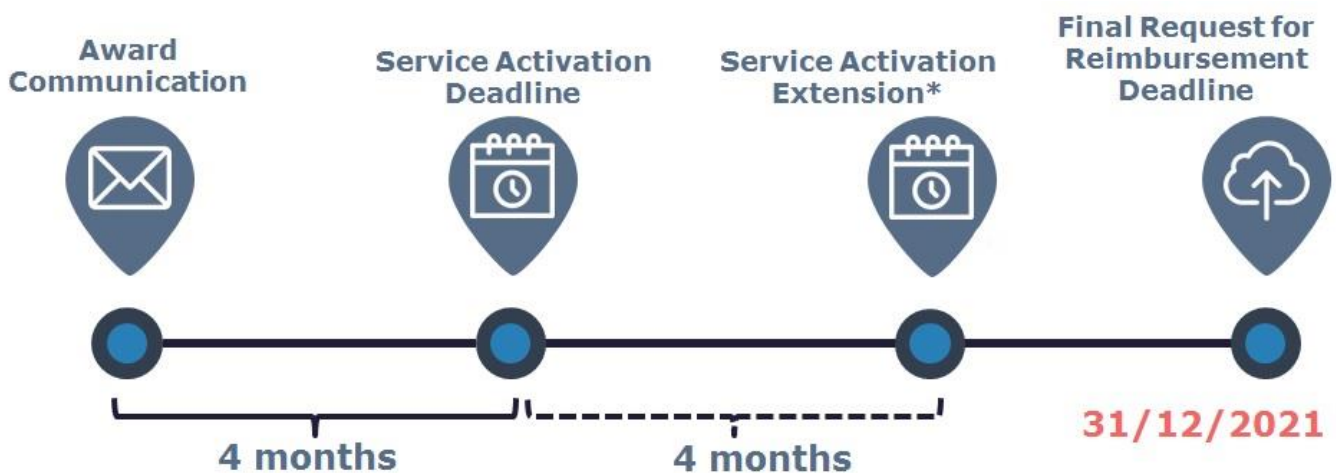 Award
Communication
Service Activation
Deadline
Service Activation
Extension*
Final Request for
Reimbursement
Deadline
4 months
4 months
31/12/2021